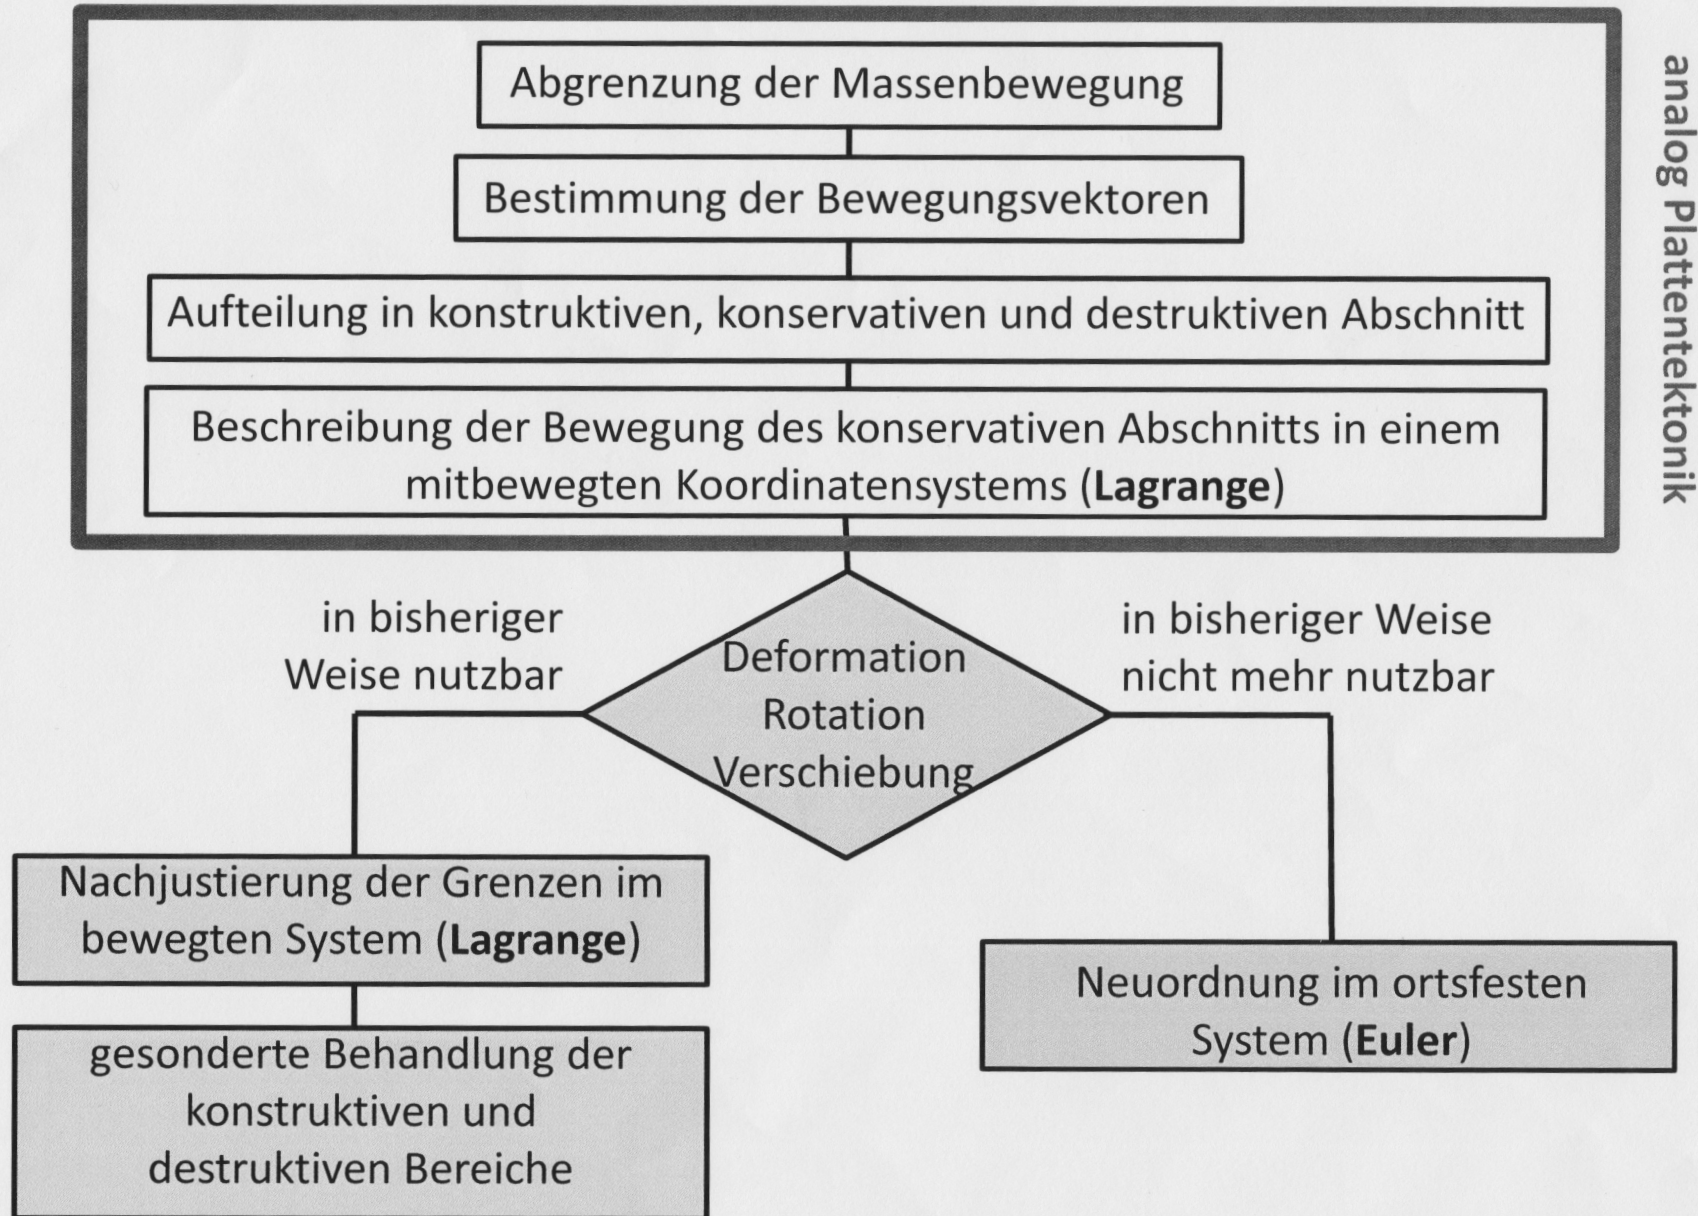 Abgrenzung der Massenbewegung
Bestimmung der Bewegungsvektoren
Aufteilung in konstruktiven, konservativen und destruktiven Abschnitt
Beschreibung der Bewegung des konservativen Abschnitts in einem
mitbewegten Koordinatensystems (Lagrange)
analog Plattentektonik
in bisheriger
Weise nutzbar
Deformation
Rotation
Verschiebung
in bisheriger Weise
nicht mehr nutzbar
Nachjustierung der Grenzen im
bewegten System (Lagrange)
gesonderte Behandlung der
konstruktiven und
destruktiven Bereiche
Neuordnung im ortsfesten
System (Euler)